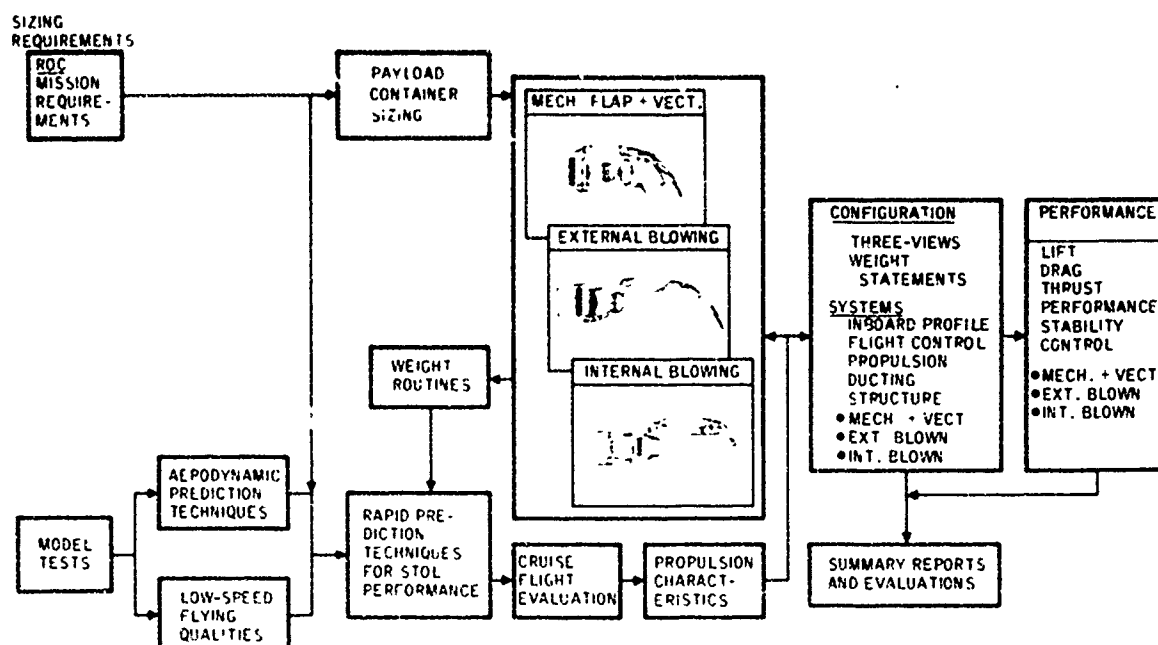 SIZING
REQUIREMENTS
ROC
MISSION
REQUIRE-
MENTS
PAYLOAD
CONTAINER
SIZING
MECH FLAP + VECT.
EXTERNAL BLOWING
INTERNAL BLOWING
WEIGHT
ROUTINES
AERODYNAMIC
PREDICTION
TECHNIQUES
MODEL
TESTS
LOW-SPEED
FLYING
QUALITIES
RAPID PRE-
DICTION
TECHNIQUES
FOR STOL
PERFORMANCE
CRUISE
FLIGHT
EVALUATION
PROPULSION
CHARACT-
ERISTICS
CONFIGURATION
THREE-VIEWS
WEIGHT
STATEMENTS
SYSTEMS
INBOARD PROFILE
FLIGHT CONTROL
PROPULSION
DUCTING
STRUCTURE
●MECH + VECT
●EXT BLOWN
●INT. BLOWN
PERFORMANCE
LIFT
DRAG
THRUST
PERFORMANCE
STABILITY
CONTROL
●MECH. + VECT
●EXT. BLOWN
●INT. BLOWN
SUMMARY REPORTS
AND EVALUATIONS